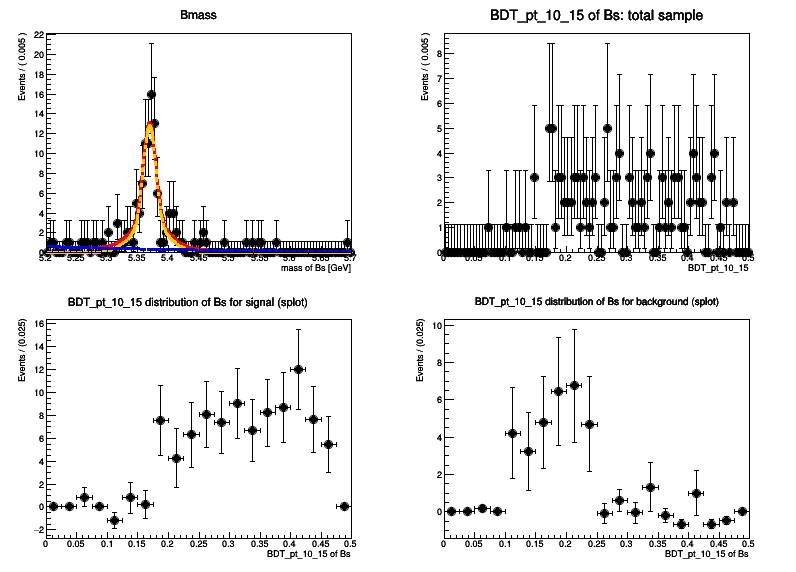 Bmass
Events / ( 0.005 )
22
20
18
16
14
12
10
8
6
4
2
0
5.2 5.25 5.3 5.35 5.4 5.45 5.5 5.55 5.6 5.65 5.7
mass of Bs [GeV]
BDT_pt_10_15 of Bs: total sample
Events / ( 0.005 )
8
7
6
5
4
3
2
1
0
0 0.05 0.1 0.15 0.2 0.25 0.3 0.35 0.4 0.45 0.5
BDT_pt_10_15
BDT_pt_10_15 distribution of Bs for signal (splot)
Events / (0.025)
16
14
12
10
8
6
4
2
0
-2
0 0.05 0.1 0.15 0.2 0.25 0.3 0.35 0.4 0.45 0.5
BDT_pt_10_15 of Bs
BDT_pt_10_15 distribution of Bs for background (splot)
Events / (0.025)
10
8
6
4
2
0
0 0.05 0.1 0.15 0.2 0.25 0.3 0.35 0.4 0.45 0.5
BDT_pt_10_15 of Bs